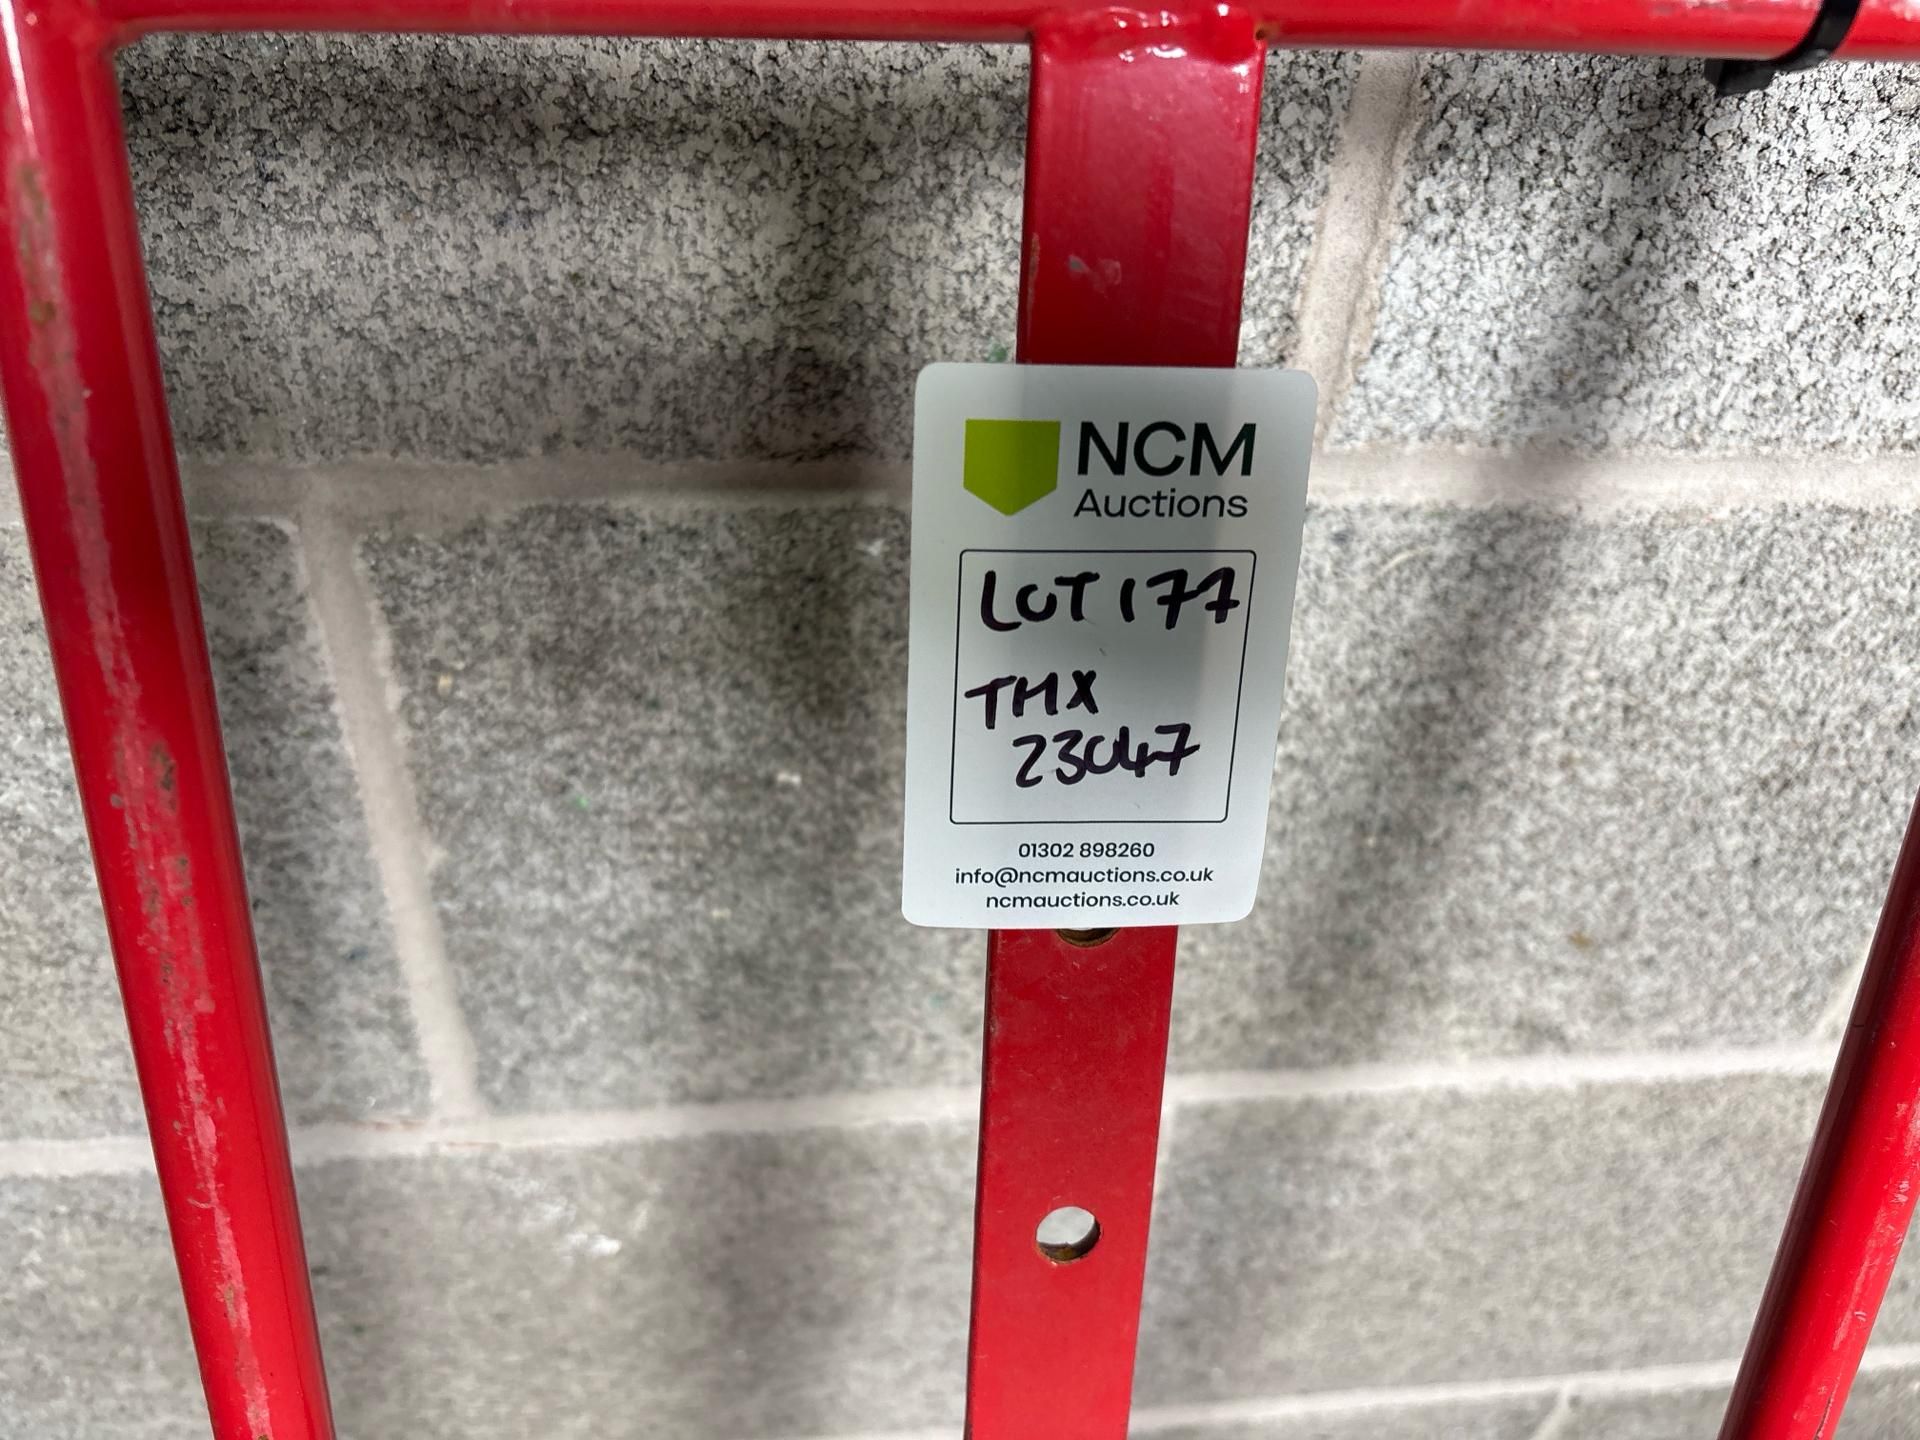 NCM
Auctions
LOT 177
TMX
23047
01302 898260
info@ncmauctions.co.uk
ncmauctions.co.uk